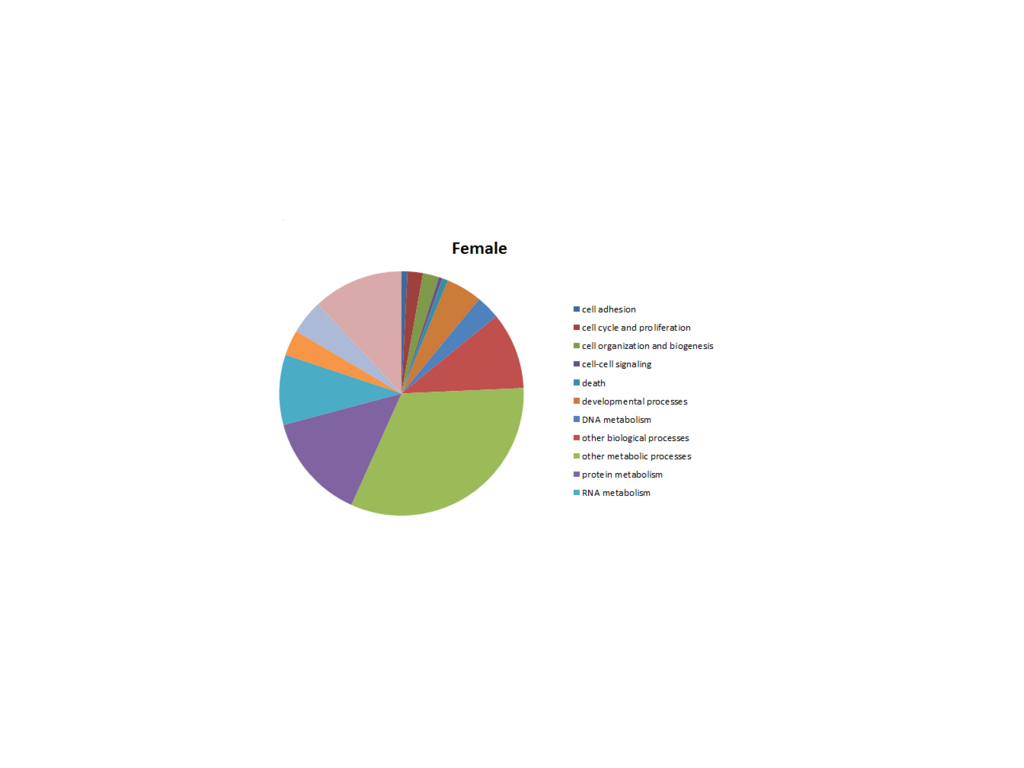 Female
cell adhesion
cell cycle and proliferation
cell organization and biogenesis
cell-cell signaling
death
developmental processes
DNA metabolism
other biological processes
other metabolic processes
protein metabolism
RNA metabolism